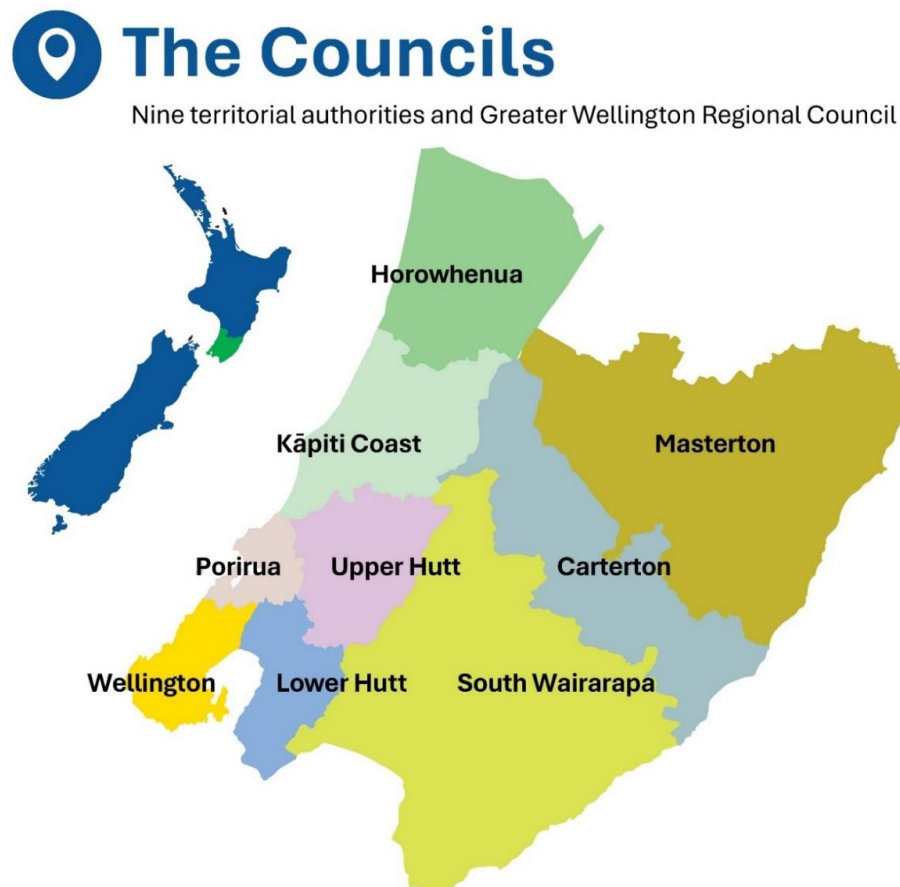 The Councils
Nine territorial authorities and Greater Wellington Regional Council
Horowhenua
Kāpiti Coast
Masterton
Porirua
Upper Hutt
Carterton
Wellington
Lower Hutt
South Wairarapa